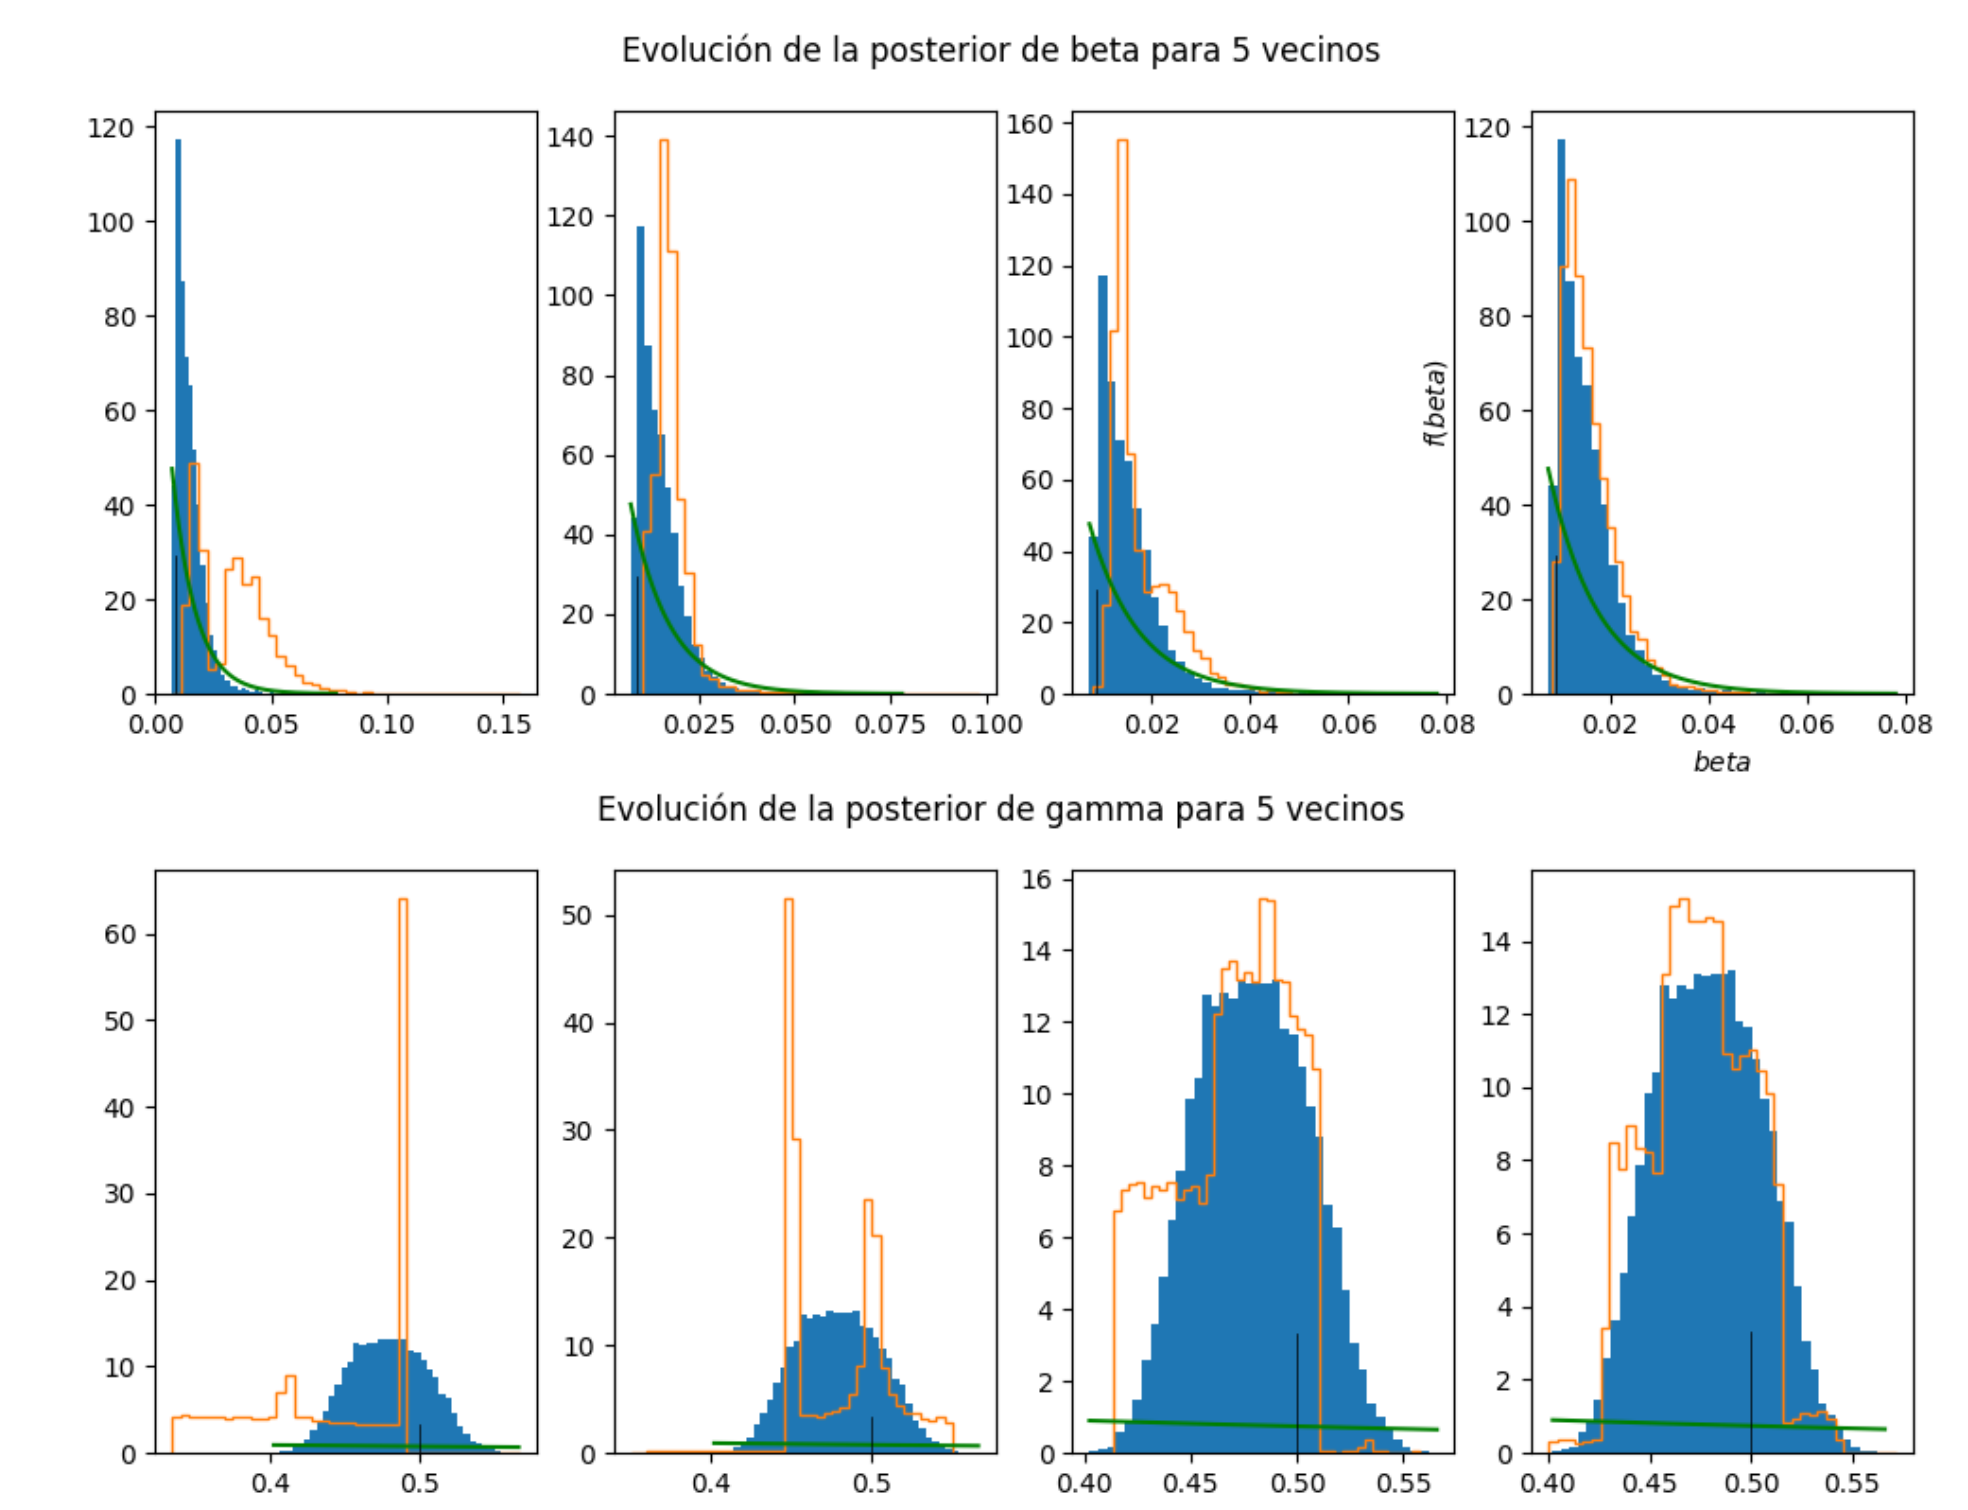 Evolución de la posterior de beta para 5 vecinos
120 100 80 60 40 20 0
0.00 0.05 0.10 0.15
140 120 100 80 60 40 20 0
0.025 0.050 0.075 0.100
160 140 120 100 80 60 40 20 0
0.02 0.04 0.06 0.08
f(beta)
120 100 80 60 40 20 0
0.02 0.04 0.06 0.08
beta
Evolución de la posterior de gamma para 5 vecinos
60 50 40 30 20 10 0
0.4 0.5
50 40 30 20 10 0
0.4 0.5
16 14 12 10 8 6 4 2 0
0.40 0.45 0.50 0.55
14 12 10 8 6 4 2 0
0.40 0.45 0.50 0.55